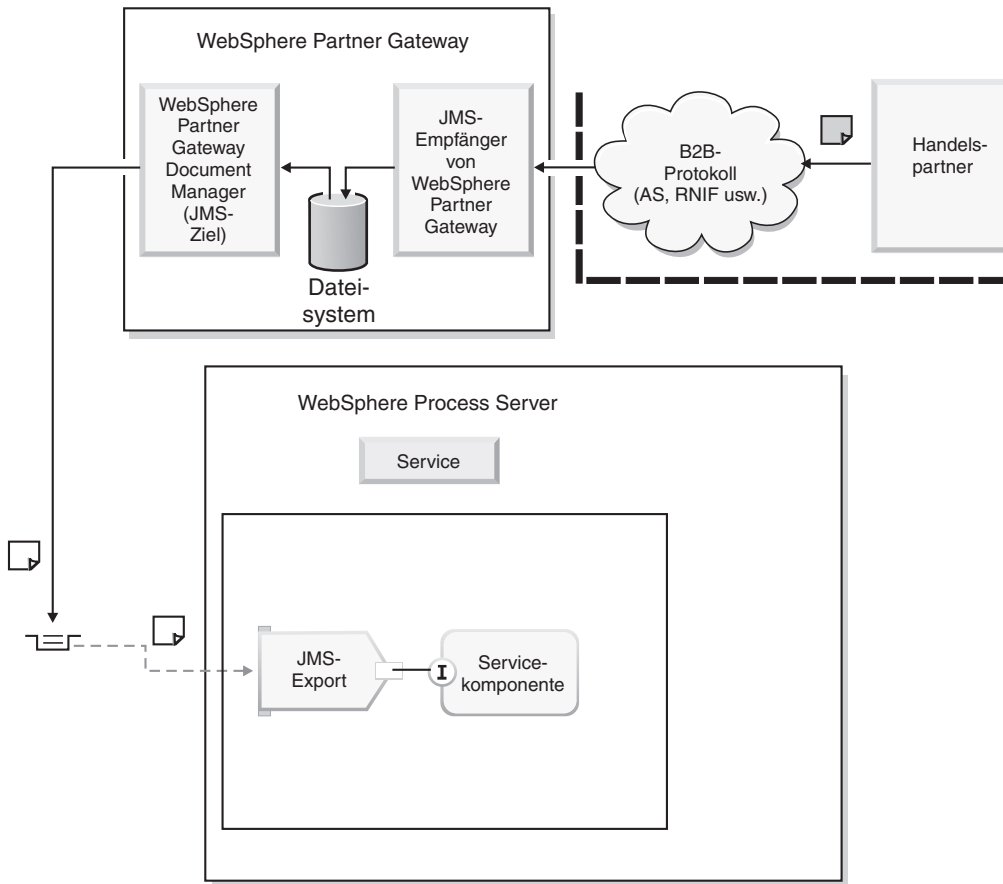 WebSphere Partner Gateway
WebSphere
Partner
Gateway
Document
Manager
(JMS-
Ziel)
JMS-
Empfänger
von
WebSphere
Partner
Gateway
Datei-
system
B2B-
Protokoll
(AS, RNIF usw.)
Handels-
partner
WebSphere Process Server
Service
JMS-
Export
I
Service-
komponente